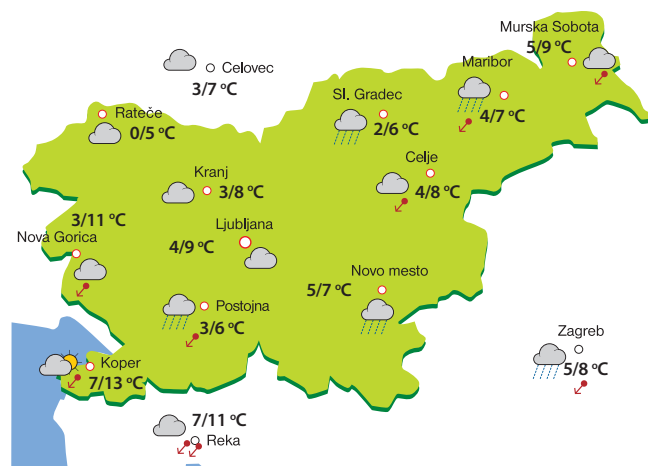 Murska Sobota
5/9 °C
Maribor
4/7 °C
Celovec
3/7 °C
Sl. Gradec
2/6 °C
Rateče
0/5 °C
Celje
4/8 °C
Kranj
3/8 °C
3/11 °C
Nova Gorica
Ljubljana
4/9 °C
Novo mesto
5/7 °C
Postojna
3/6 °C
Zagreb
5/8 °C
Koper
7/13 °C
7/11 °C
Reka